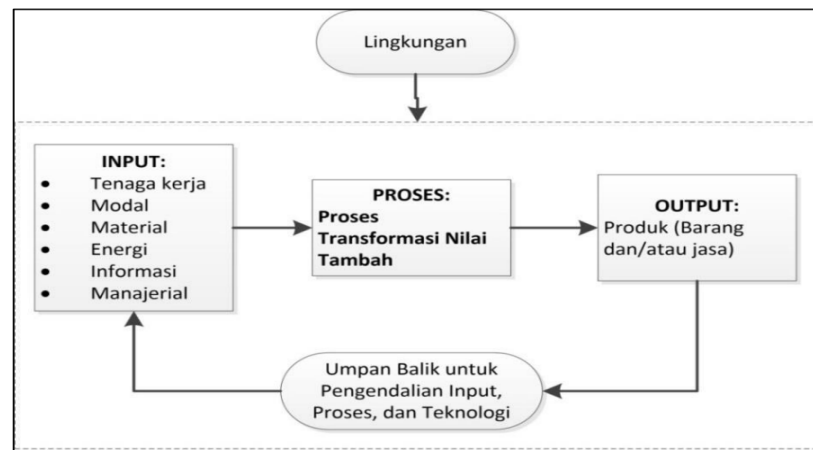 Lingkungan
INPUT:
• Tenaga kerja
• Modal
• Material
• Energi
• Informasi
• Manajerial
PROSES:
Proses
Transformasi Nilai
Tambah
OUTPUT:
Produk (Barang
dan/atau jasa)
Umpan Balik untuk
Pengendalian Input,
Proses, dan Teknologi